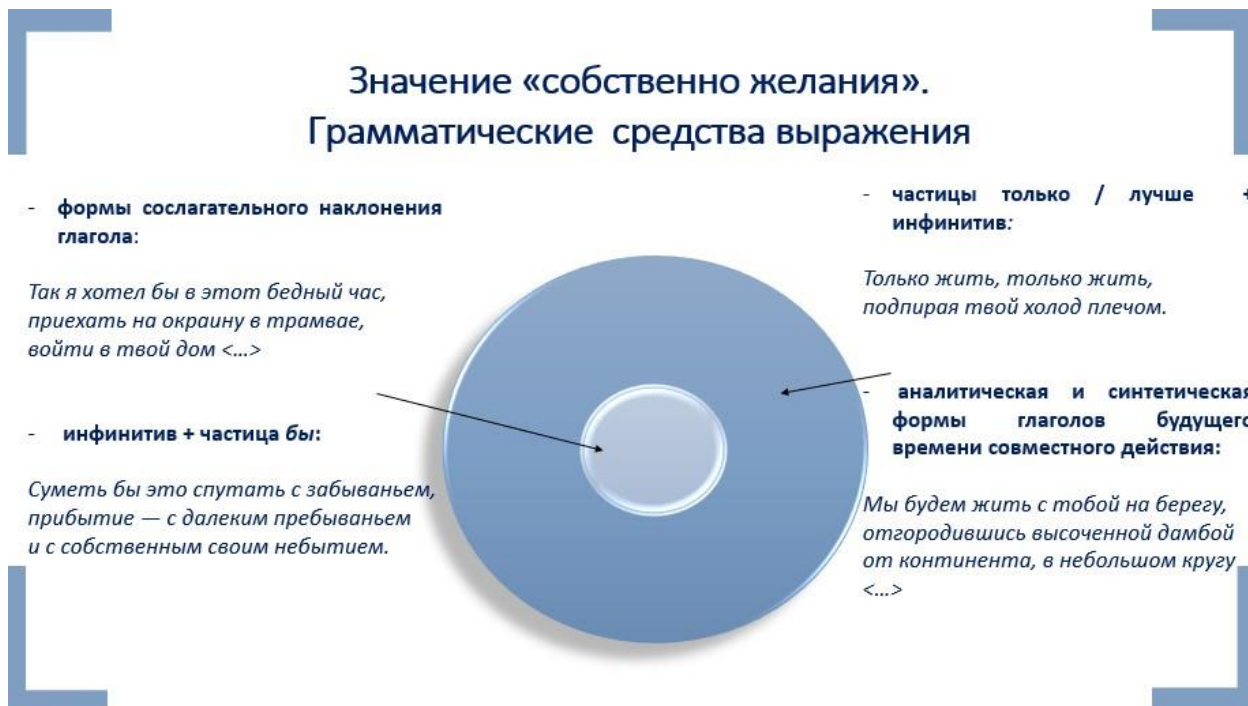 Значение «собственно желания».
Грамматические средства выражения
- формы сослагательного наклонения
глагола:
Так я хотел бы в этот бедный час,
приехать на окраину в трамвае,
войти в твой дом <...>
- инфинитив + частица бы:
Суметь бы это спутать с забываньем,
прибытие — с далеким пребываньем
и с собственным своим небытием.
- частицы только / лучше +
инфинитив:
Только жить, только жить,
подпирая твой холод плечом.
- аналитическая и синтетическая
формы глаголов будущего
времени совместного действия:
Мы будем жить с тобой на берегу,
отгородившись высоченной дамбой
от континента, в небольшом кругу
<...>